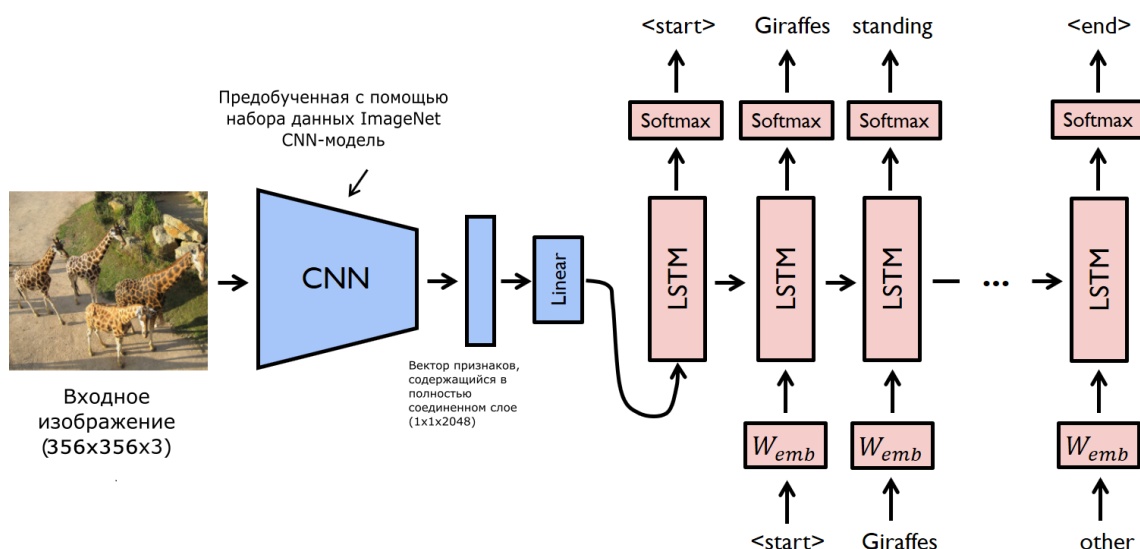 <start> Giraffes standing <end>
Предобученная с помощью
набора данных ImageNet
CNN-модель
Softmax Softmax Softmax Softmax
CNN
Linear
LSTM LSTM LSTM ... LSTM
Вектор признаков,
содержащийся в
полностью
соединенном слое
(1x1x2048)
Входное
изображение
(356x356x3)
W_emb W_emb W_emb
<start> Giraffes other